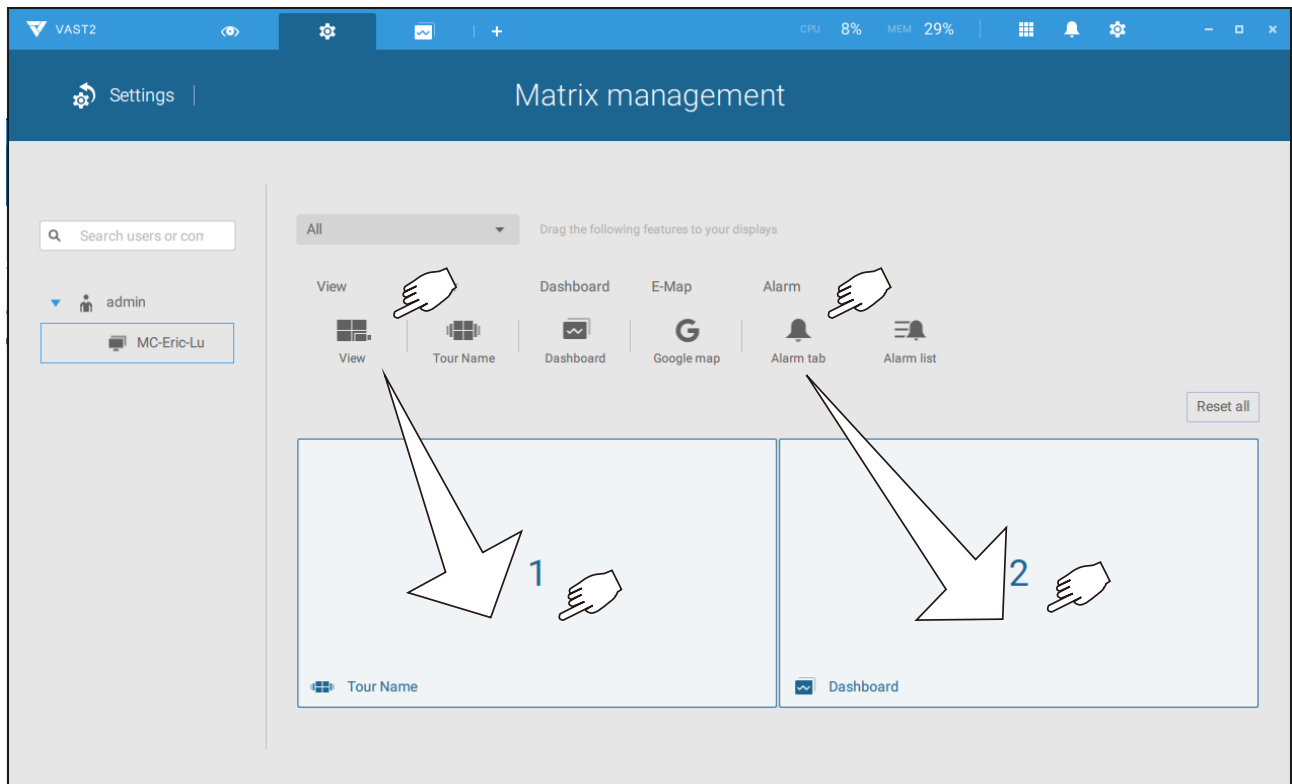 VAST2
CPU 8% MEM 29%
Settings
Matrix management
Search users or com
All
Drag the following features to your displays
admin
MC-Eric-Lu
View Dashboard E-Map Alarm
View Tour Name Dashboard Google map Alarm tab Alarm list
Reset all
1
2
Tour Name
Dashboard